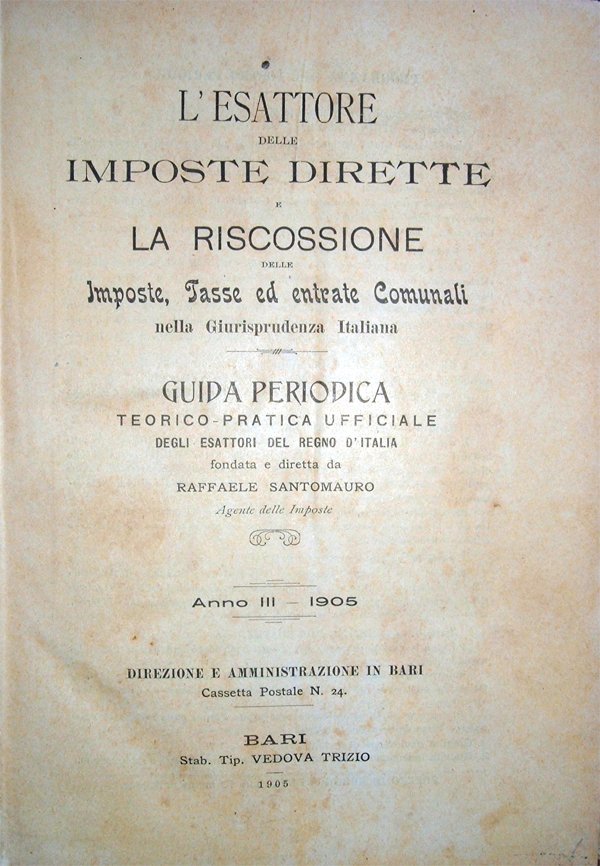 L'ESATTORE
DELLE
IMPOSTE DIRETTE
E
LA RISCOSSIONE
DELLE
Imposte, Tasse ed entrate Comunali
nella Giurisprudenza Italiana
GUIDA PERIODICA
TEORICO-PRATICA UFFICIALE
DEGLI ESATTORI DEL REGNO D'ITALIA
fondata e diretta da
RAFFAELE SANTOMAURO
Agente delle Imposte
Anno III - 1905
DIREZIONE E AMMINISTRAZIONE IN BARI
Cassetta Postale N. 24.
BARI
Stab. Tip. VEDOVA TRIZIO
1905